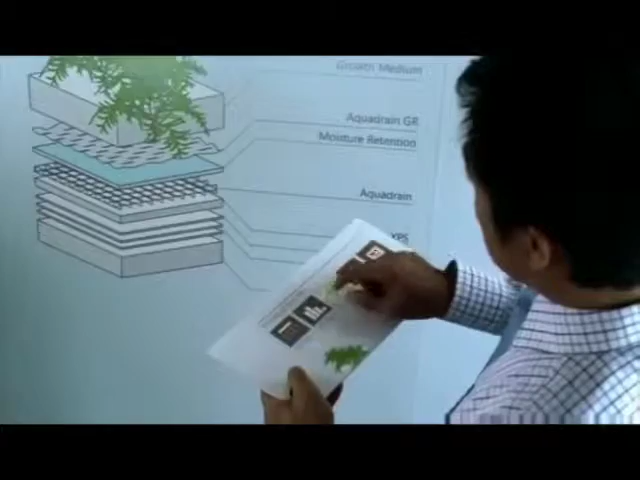 Growth Medium
Aquadrain GR
Moisture Retention
Aquadrain
XPS